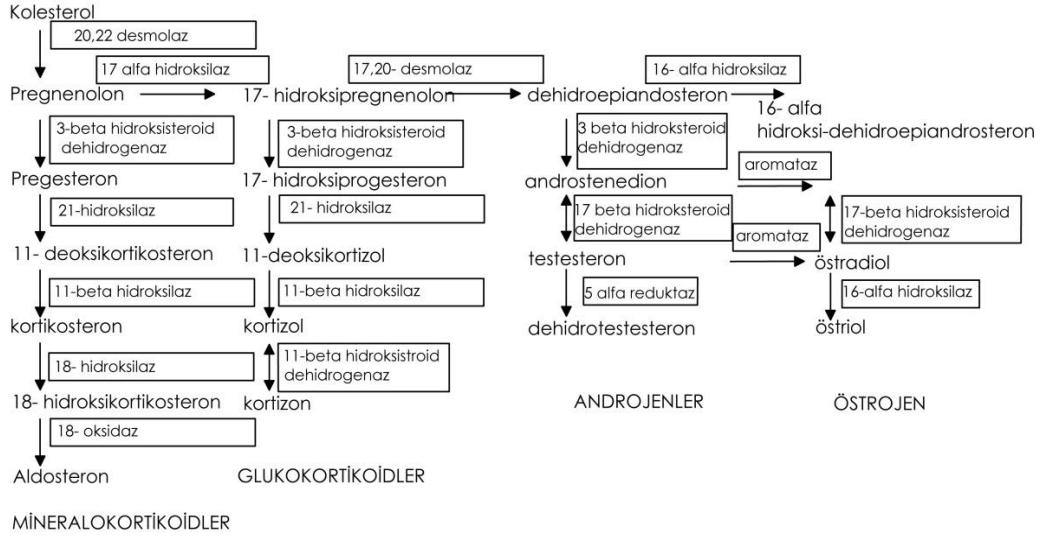 Kolesterol
20,22 desmolaz
17 alfa hidroksilaz
17,20- desmolaz
16- alfa hidroksilaz
Pregnenolon
17- hidroksipregnenolon
dehidroepiandosteron
16- alfa
hidroksi-dehidroepiandrosteron
3-beta hidroksisteroid
dehidrogenaz
3-beta hidroksisteroid
dehidrogenaz
3 beta hidroksteroid
dehidrogenaz
aromataz
Pregesteron
17- hidroksiprogesteron
androstenedion
21-hidroksilaz
21- hidroksilaz
17 beta hidroksteroid
dehidrogenaz
aromataz
17-beta hidroksisteroid
dehidrogenaz
11- deoksikortikosteron
11-deoksikortizol
testesteron
östradiol
11-beta hidroksilaz
11-beta hidroksilaz
5 alfa reduktaz
16-alfa hidroksilaz
kortikosteron
kortizol
dehidrotestesteron
östriol
18- hidroksilaz
11-beta hidroksistroid
dehidrogenaz
18- hidroksikortikosteron
kortizon
ANDROJENLER
ÖSTROJEN
18- oksidaz
Aldosteron
GLUKOKORTİKOİDLER
MİNERALOKORTİKOİDLER